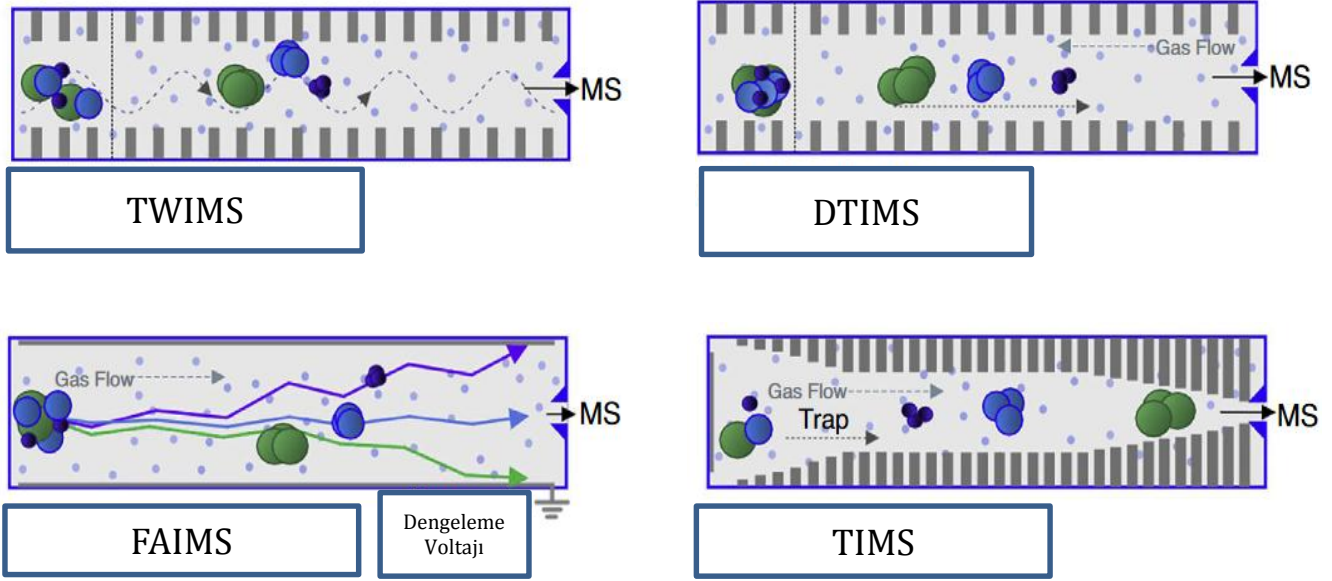 MS
TWIMS
Gas Flow
MS
DTIMS
Gas Flow
MS
FAIMS
Dengeleme
Voltajı
Gas Flow
Trap
MS
TIMS